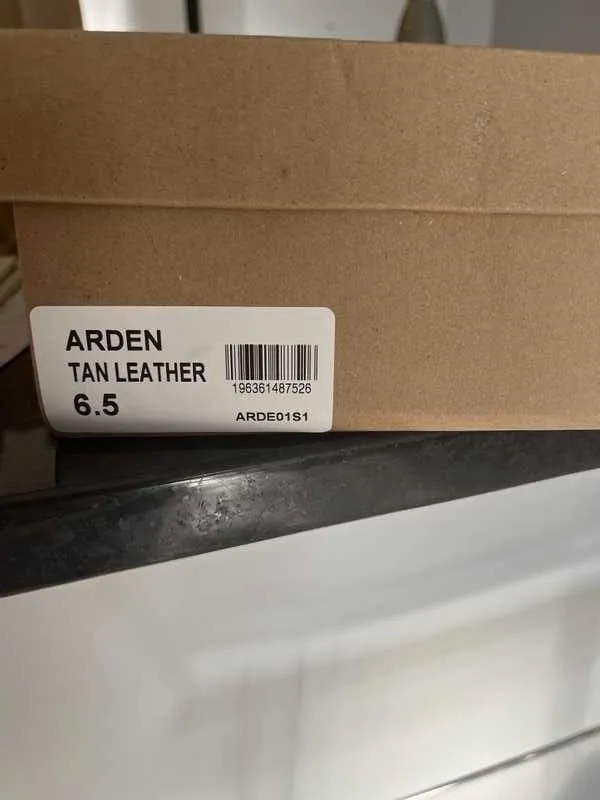 ARDEN
TAN LEATHER
6.5
196361487526
ARDE01S1